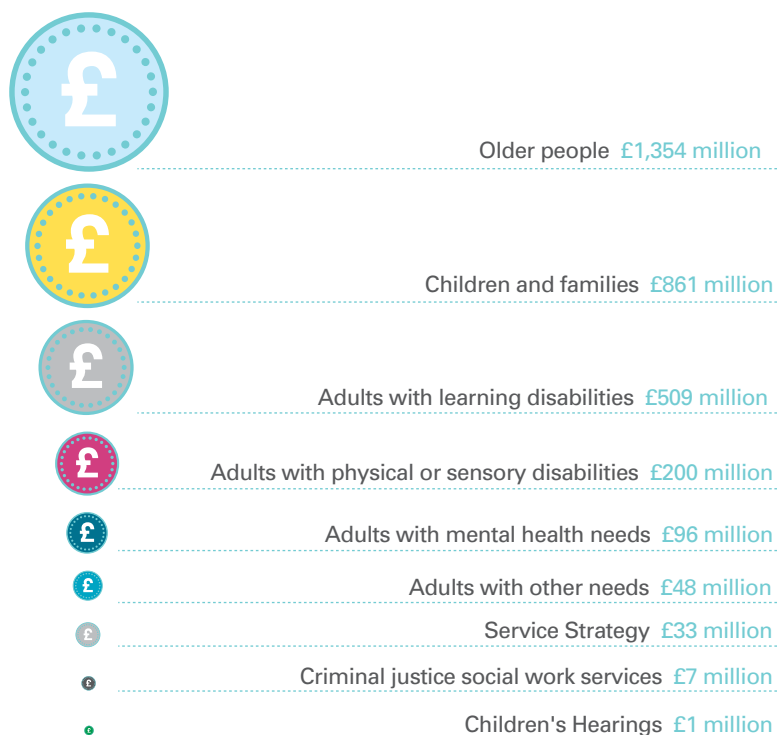 £
Older people £1,354 million
£
Children and families £861 million
£
Adults with learning disabilities £509 million
£
Adults with physical or sensory disabilities £200 million
£
Adults with mental health needs £96 million
£
Adults with other needs £48 million
£
Service Strategy £33 million
£
Criminal justice social work services £7 million
£
Children's Hearings £1 million